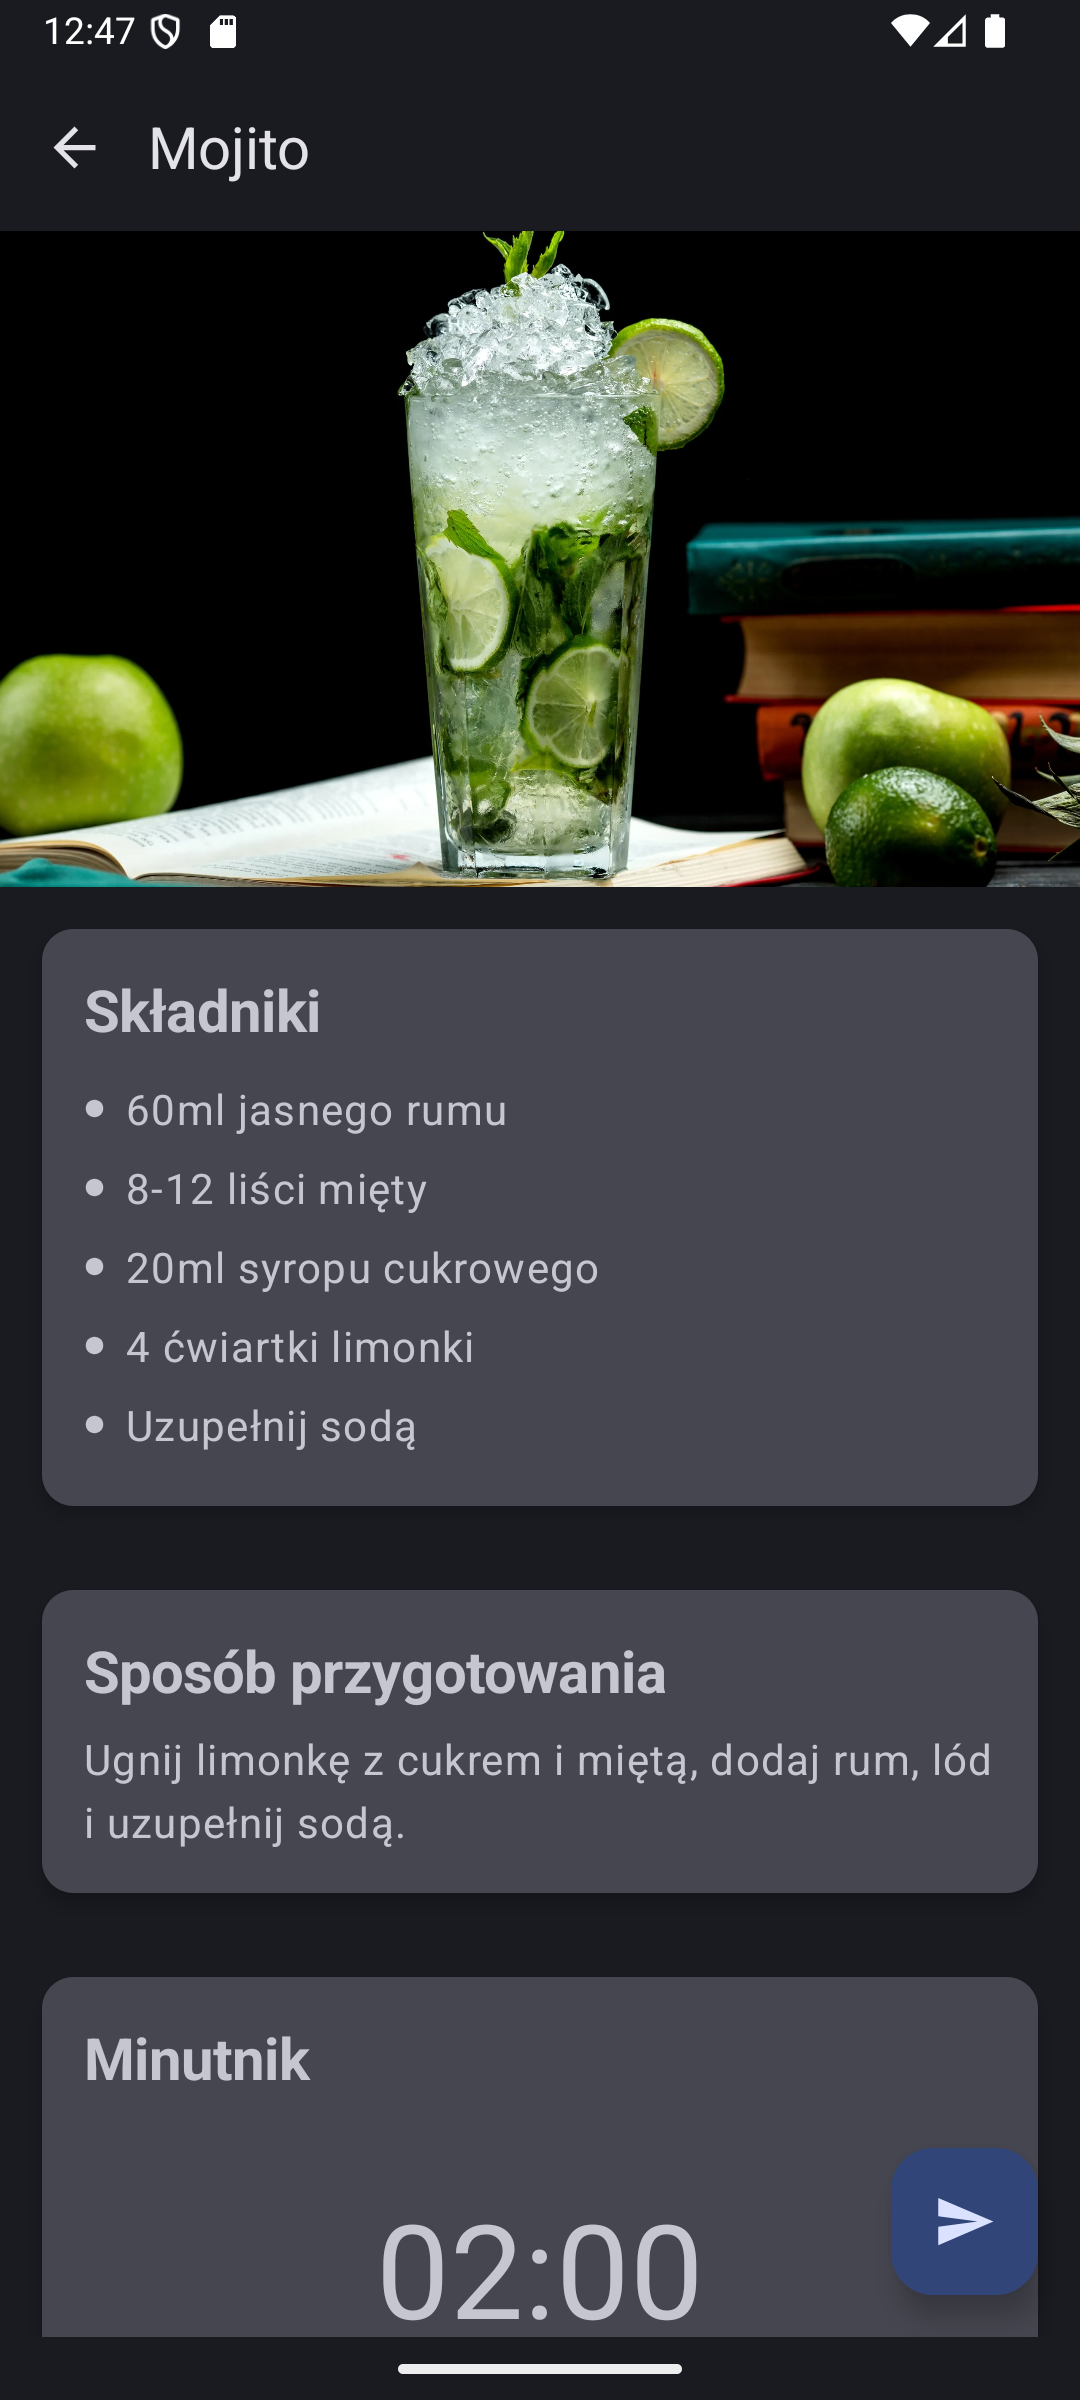 12:47
Mojito
Składniki
60ml jasnego rumu
8-12 liści mięty
20ml syropu cukrowego
4 ćwiartki limonki
Uzupełnij sodą
Sposób przygotowania
Ugnij limonkę z cukrem i miętą, dodaj rum, lód
i uzupełnij sodą.
Minutnik
02:00